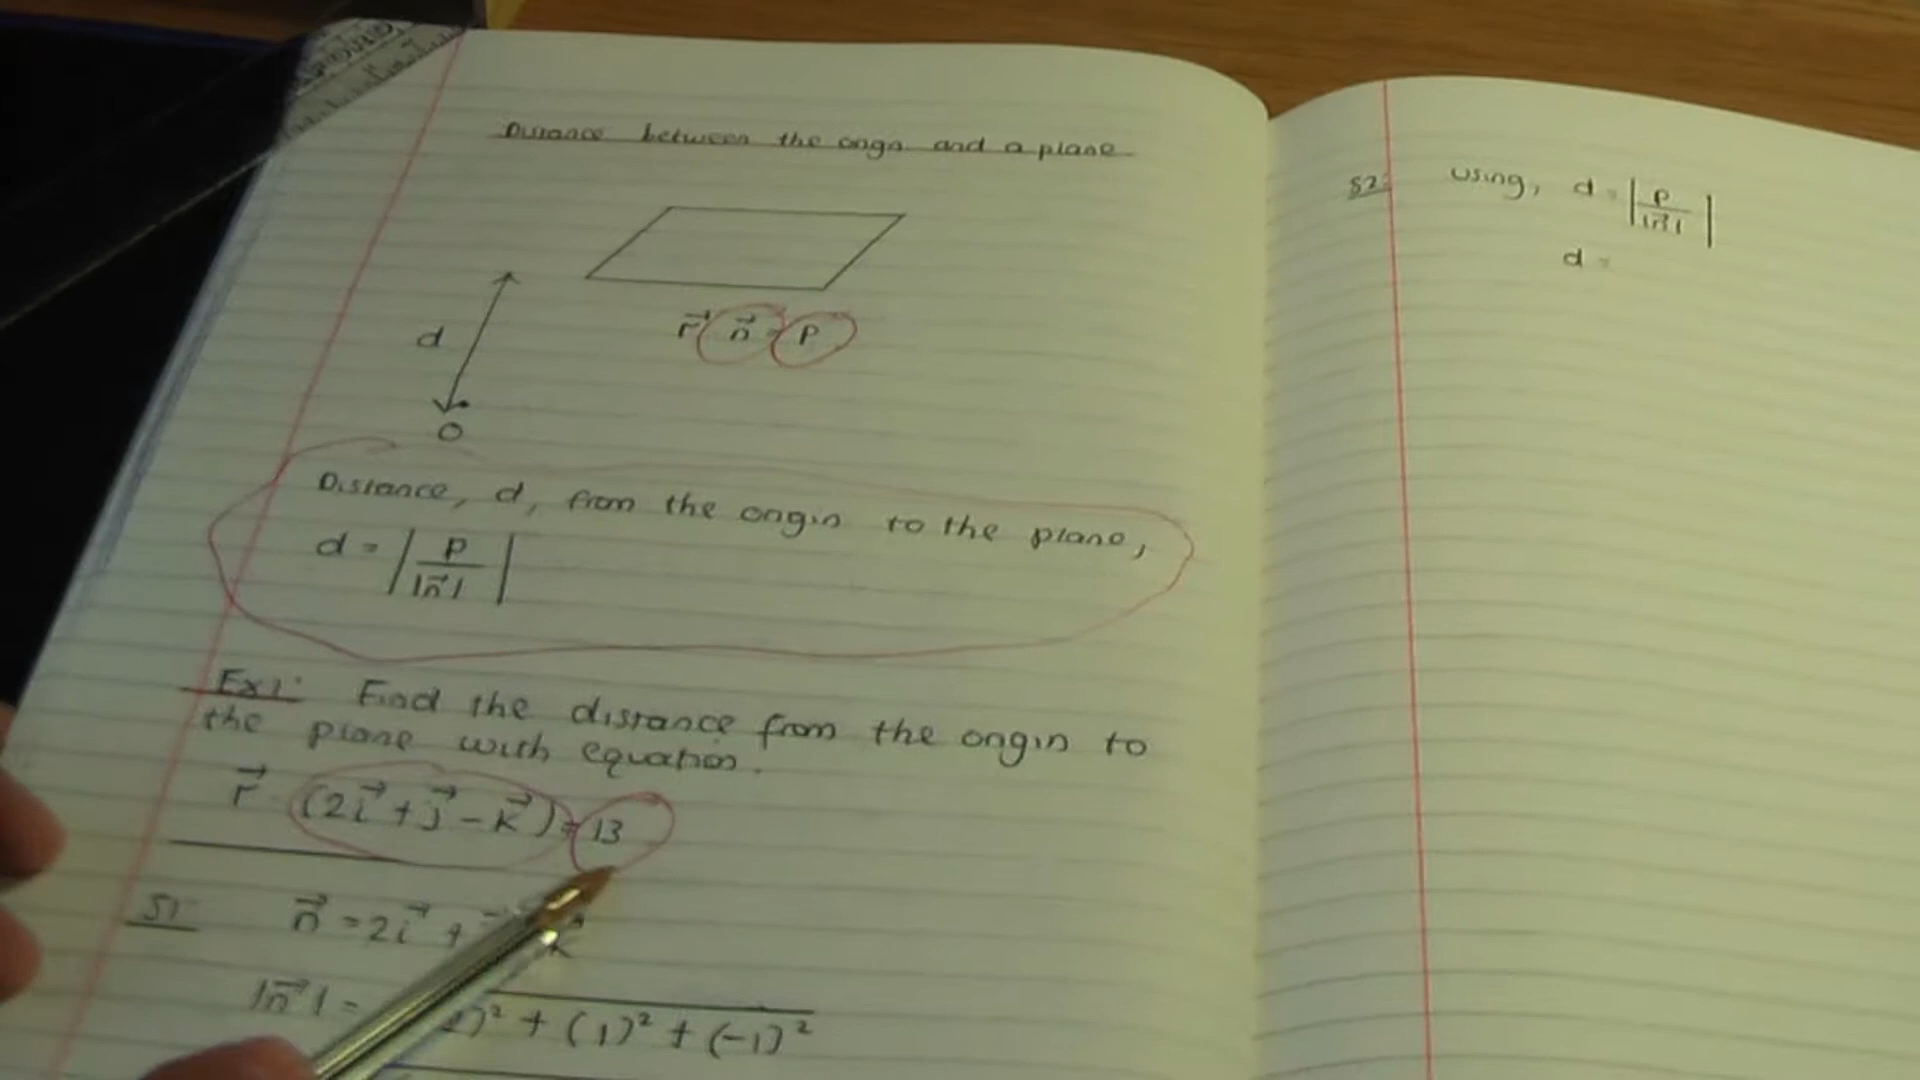 Distance between the origin and a plane
d
r⃗ . n⃗ = P
O
Distance, d, from the origin to the plane,
d = |P/|n⃗||
Ex1: Find the distance from the origin to
the plane with equation.
r⃗ . (2i⃗ + j⃗ - k⃗) = 13
S1: n⃗ = 2i⃗ +
|n⃗| = 2)² + (1)² + (-1)²
S2: Using, d = |P/|n⃗||
d =